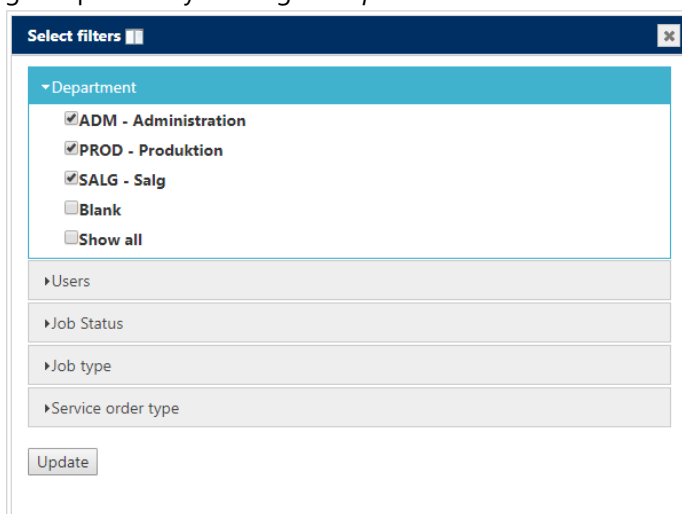 Select filters
Department
ADM - Administration
PROD - Produktion
SALG - Salg
Blank
Show all
Users
Job Status
Job type
Service order type
Update